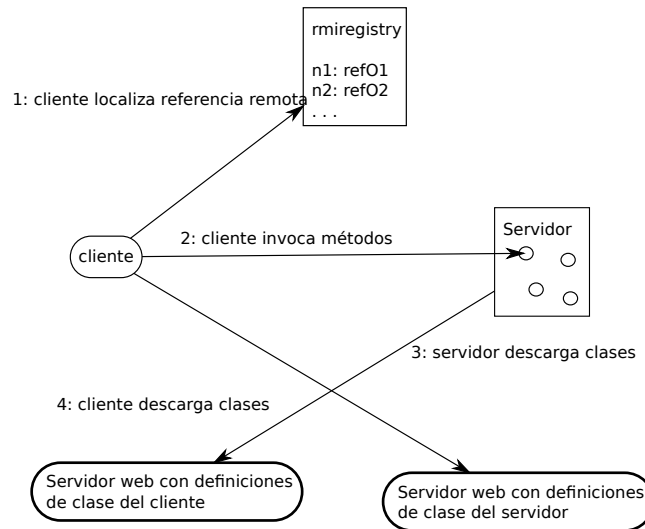 rmiregistry
n1: refO1
n2: refO2
. . .
1: cliente localiza referencia remota
Servidor
2: cliente invoca métodos
cliente
3: servidor descarga clases
4: cliente descarga clases
Servidor web con definiciones
de clase del cliente
Servidor web con definiciones
de clase del servidor